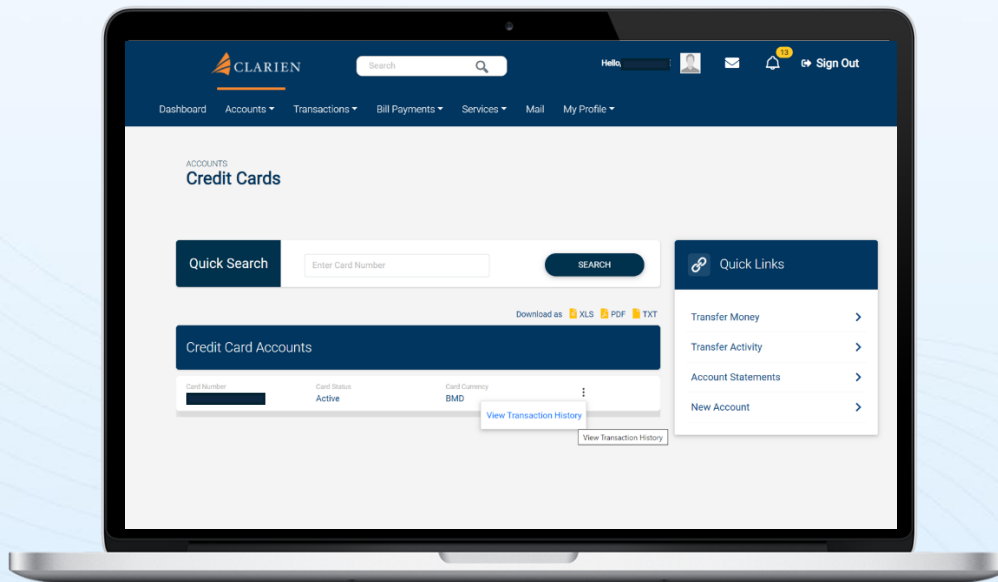 CLARIEN
Search
Hello,
13
Sign Out
Dashboard
Accounts
Transactions
Bill Payments
Services
Mail
My Profile
ACCOUNTS
Credit Cards
Quick Search
Enter Card Number
SEARCH
Quick Links
Download as XLS PDF TXT
Transfer Money
Transfer Activity
Account Statements
New Account
Credit Card Accounts
Card Number
Card Status
Card Currency
Active
BMD
View Transaction History
View Transaction History